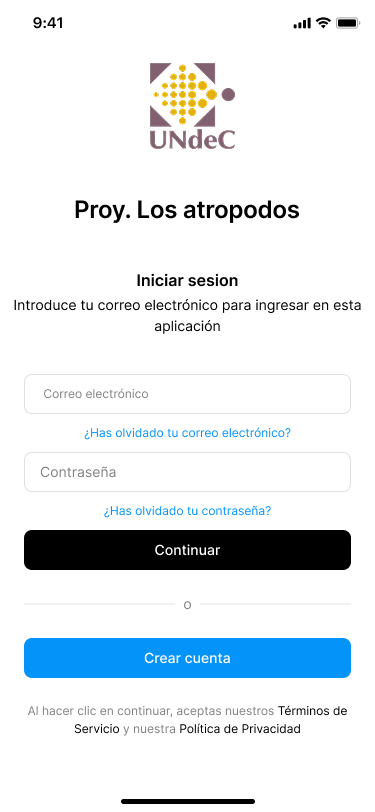 9:41
UNdeC
Proy. Los atropodos
Iniciar sesion
Introduce tu correo electrónico para ingresar en esta
aplicación
Correo electrónico
¿Has olvidado tu correo electrónico?
Contraseña
¿Has olvidado tu contraseña?
Continuar
o
Crear cuenta
Al hacer clic en continuar, aceptas nuestros Términos de
Servicio y nuestra Política de Privacidad